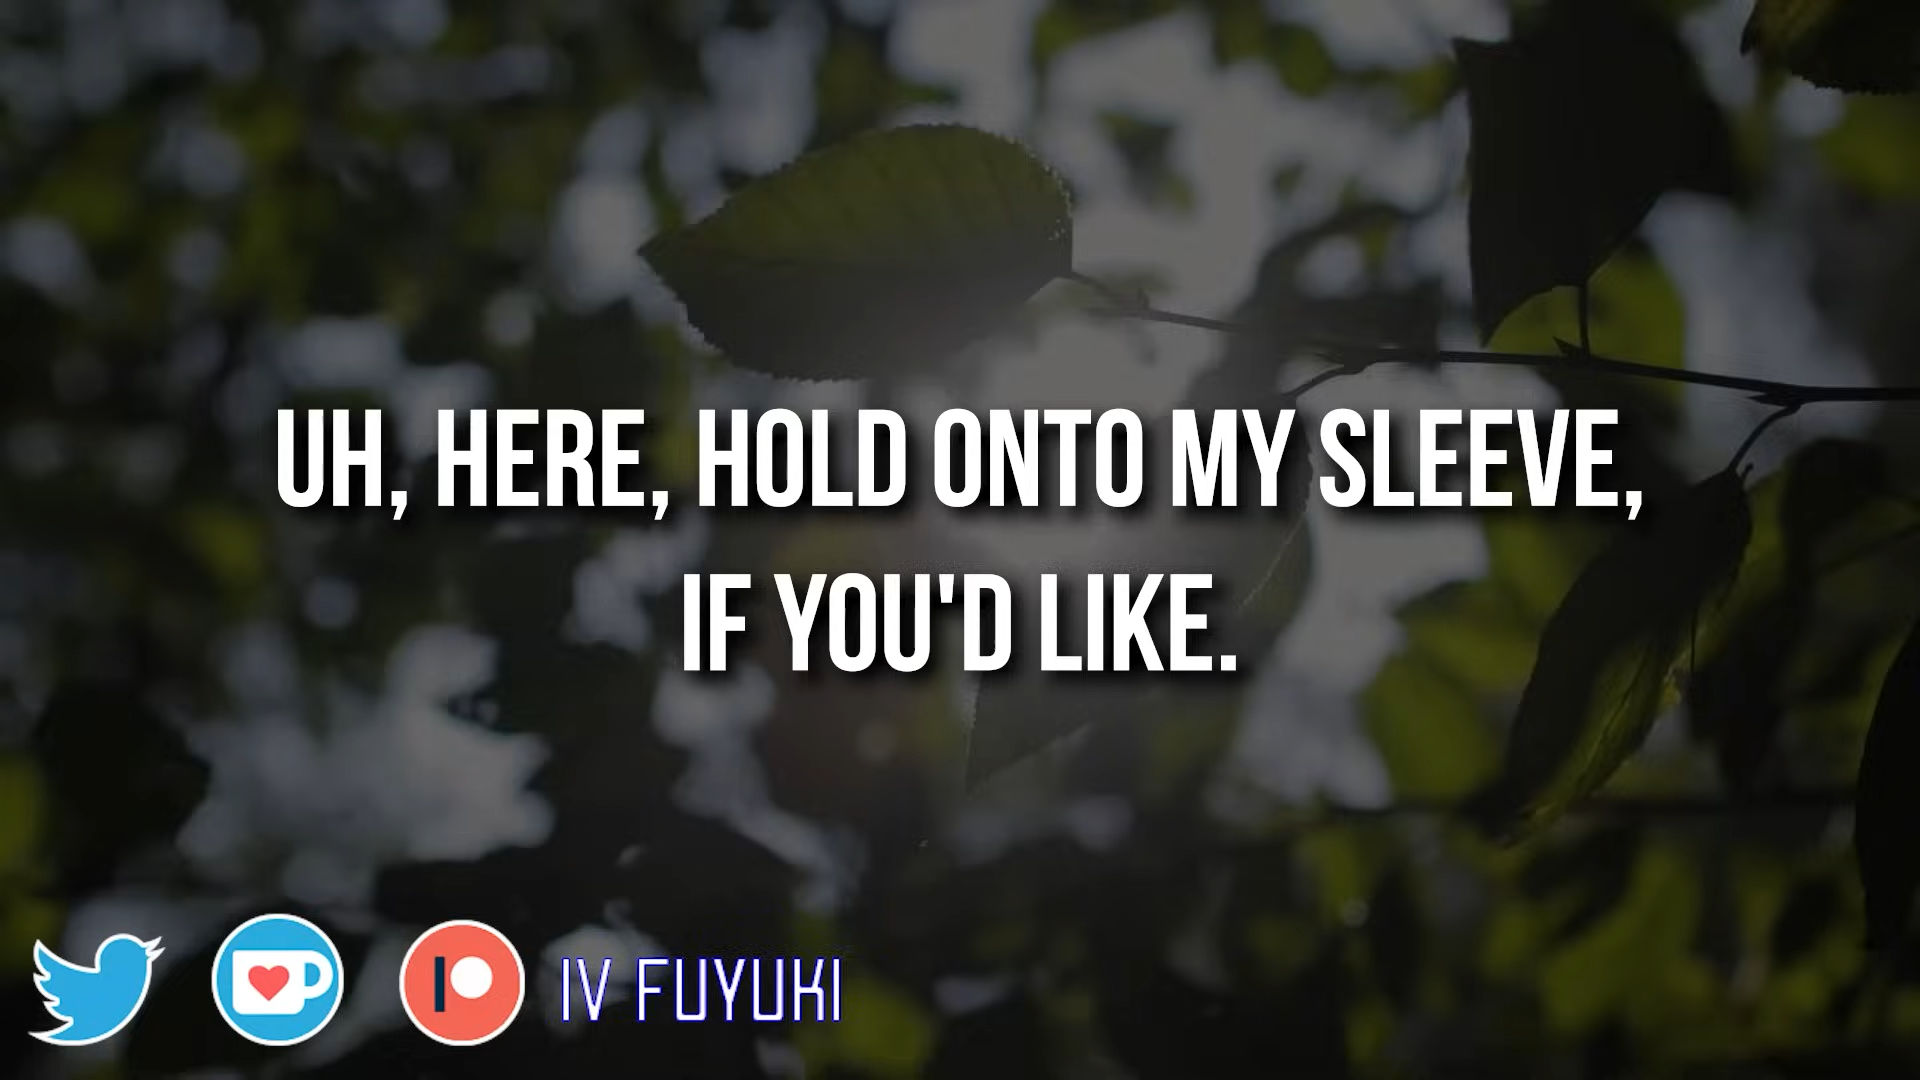 UH, HERE, HOLD ONTO MY SLEEVE,
IF YOU'D LIKE.
IV FUYUKI